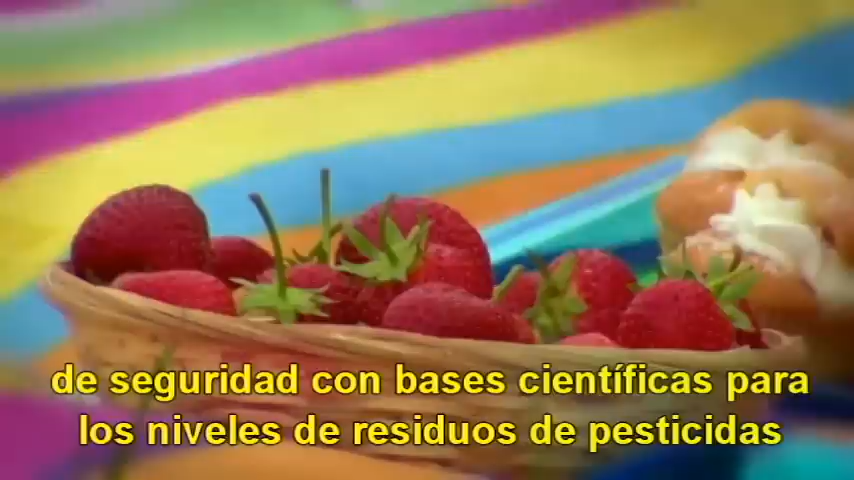 de seguridad con bases científicas para
los niveles de residuos de pesticidas